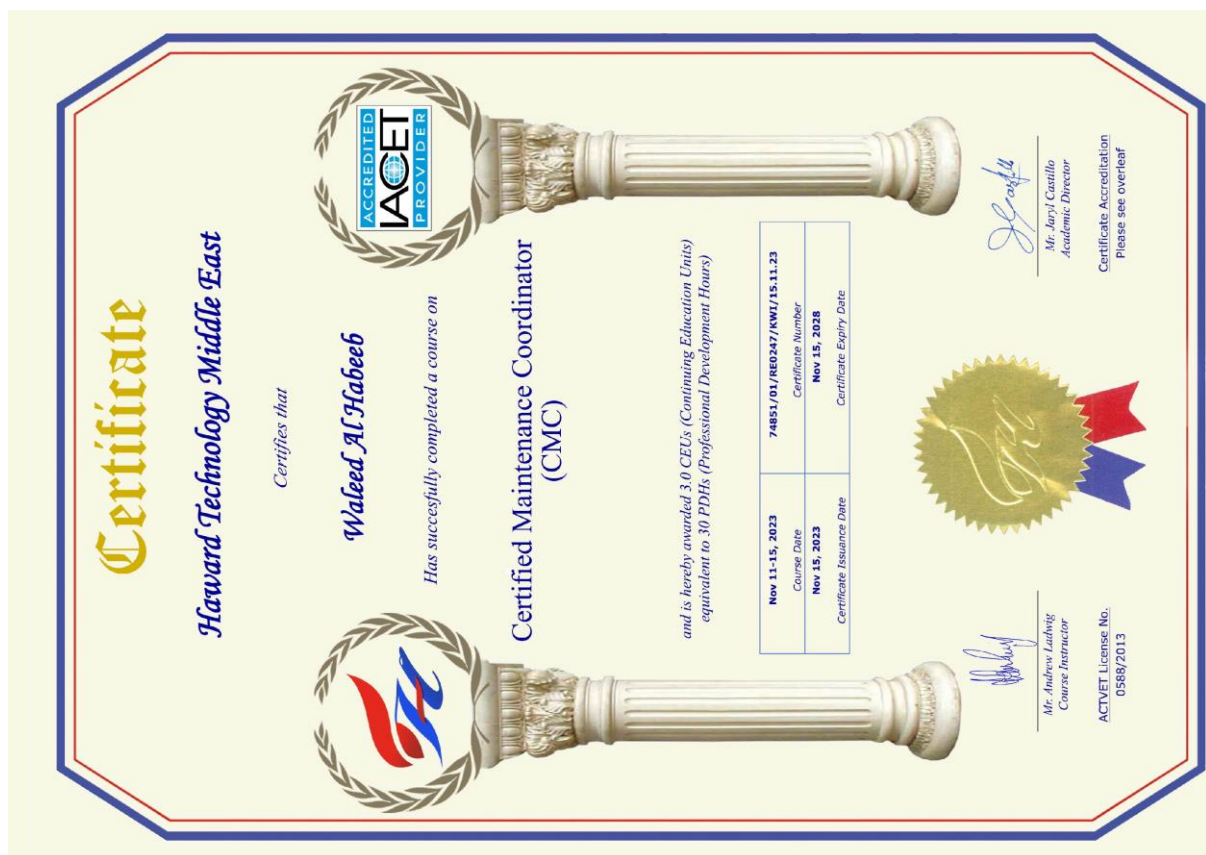 Certificate
Haward Technology Middle East
Certifies that
Waleed Al Habeeb
Has succesfully completed a course on
Certified Maintenance Coordinator
(CMC)
and is hereby awarded 3.0 CEUs (Continuing Education Units)
equivalent to 30 PDHs (Professional Development Hours)
Nov 11-15, 2023
Course Date
74851/01/RE0247/KWI/15.11.23
Certificate Number
Nov 15, 2023
Certificate Issuance Date
Nov 15, 2028
Certificate Expiry Date
Mr. Andrew Ladwig
Course Instructor
ACTVET License No.
0588/2013
Mr. Jaryl Castillo
Academic Director
Certificate Accreditation
Please see overleaf
ACCREDITED
IACET
PROVIDER